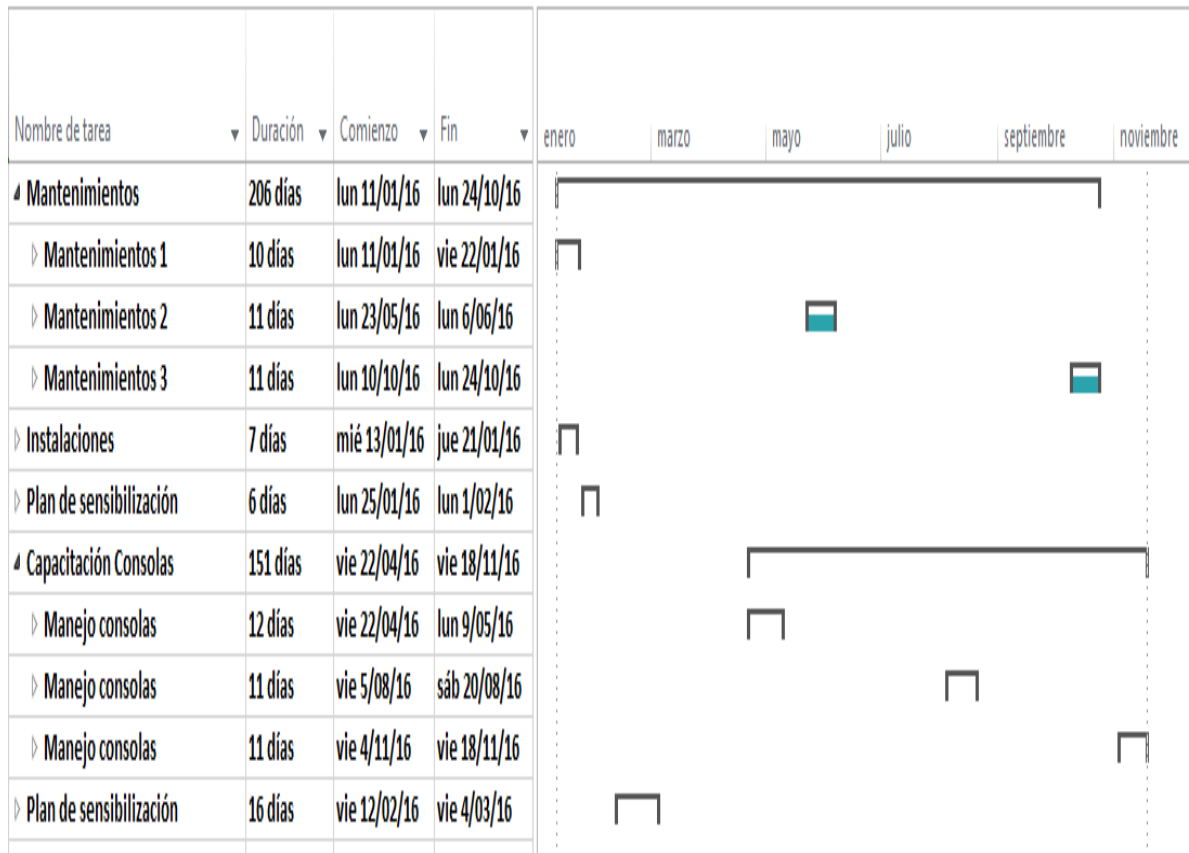 Nombre de tarea Duración Comienzo Fin enero marzo mayo julio septiembre noviembre
Mantenimientos 206 días lun 11/01/16 lun 24/10/16
Mantenimientos 1 10 días lun 11/01/16 vie 22/01/16
Mantenimientos 2 11 días lun 23/05/16 lun 6/06/16
Mantenimientos 3 11 días lun 10/10/16 lun 24/10/16
Instalaciones 7 días mié 13/01/16 jue 21/01/16
Plan de sensibilización 6 días lun 25/01/16 lun 1/02/16
Capacitación Consolas 151 días vie 22/04/16 vie 18/11/16
Manejo consolas 12 días vie 22/04/16 lun 9/05/16
Manejo consolas 11 días vie 5/08/16 sáb 20/08/16
Manejo consolas 11 días vie 4/11/16 vie 18/11/16
Plan de sensibilización 16 días vie 12/02/16 vie 4/03/16